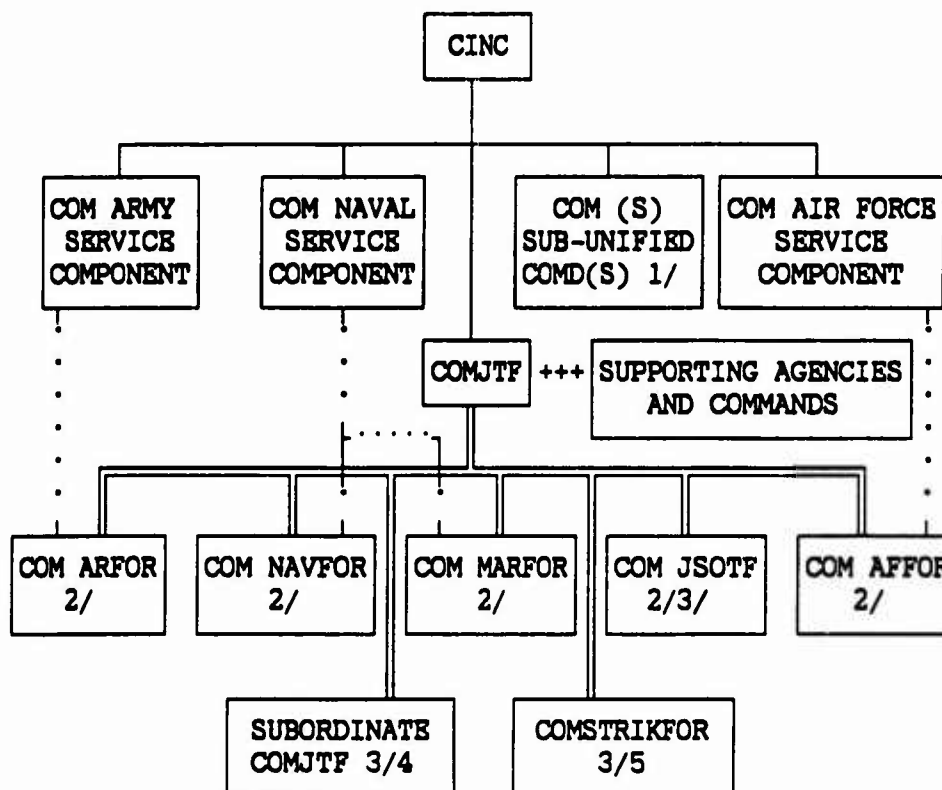 CINC
COM ARMY
SERVICE
COMPONENT
COM NAVAL
SERVICE
COMPONENT
COM (S)
SUB-UNIFIED
COMD(S) 1/
COM AIR FORCE
SERVICE
COMPONENT
COMJTF +++ SUPPORTING AGENCIES
AND COMMANDS
COM ARFOR
2/
COM NAVFOR
2/
COM MARFOR
2/
COM JSOTF
2/3/
COM AFFOR
2/
SUBORDINATE
COMJTF 3/4
COMSTRIKFOR
3/5